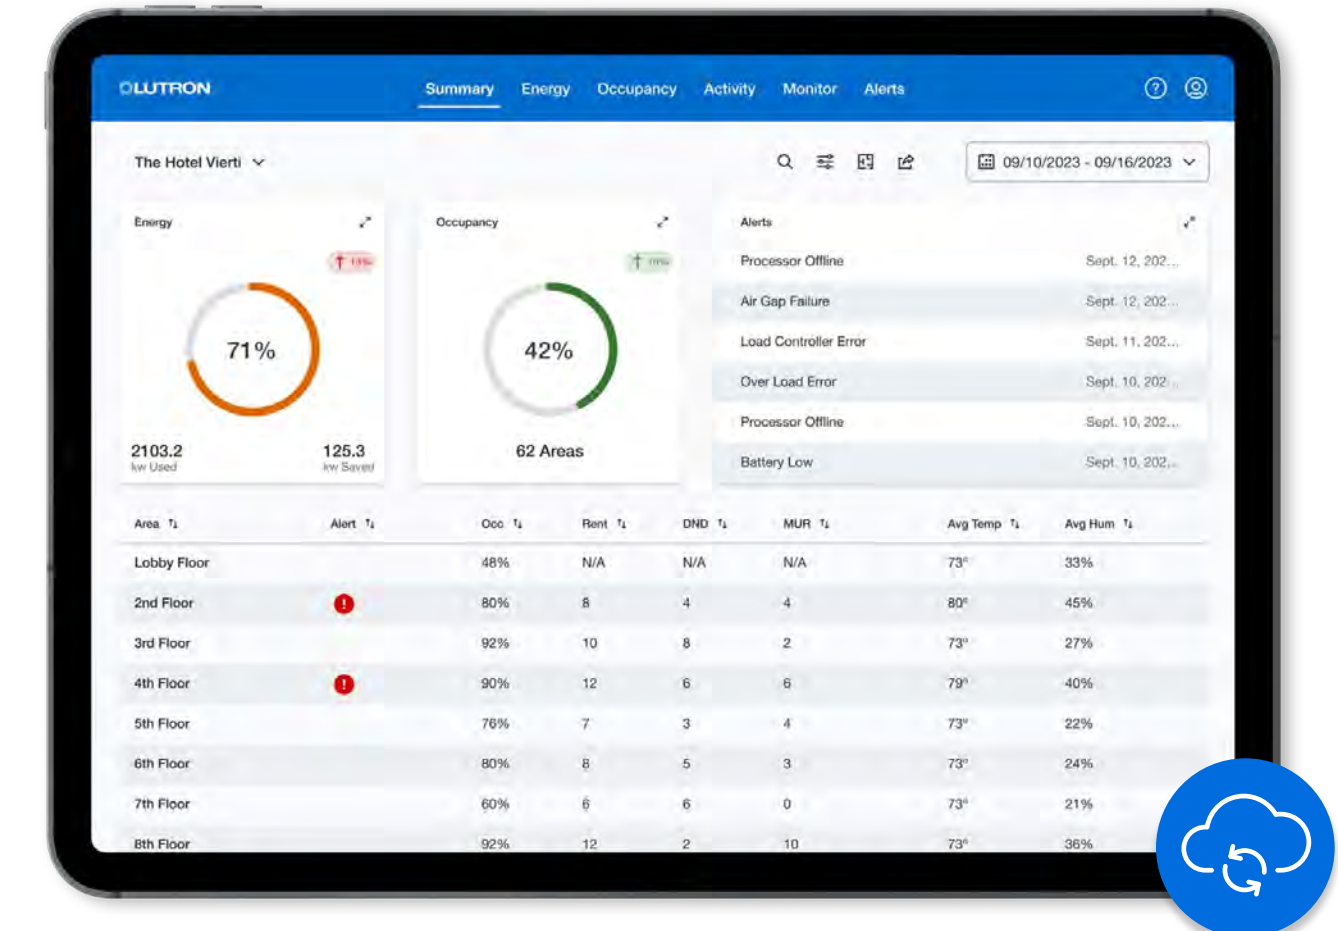 LUTRON
Summary Energy Occupancy Activity Monitor Alerts
?
The Hotel Vierti
09/10/2023 - 09/16/2023
Energy
71%
2103.2 125.3
kw Used kw Saved
Occupancy
42%
62 Areas
Alerts
Processor Offline Sept. 12, 202...
Air Gap Failure Sept. 12, 202...
Load Controller Error Sept. 11, 202...
Over Load Error Sept. 10, 202...
Processor Offline Sept. 10, 202...
Battery Low Sept. 10, 202...
Area Alert Occ Rent DND MUR Avg Temp Avg Hum
Lobby Floor 48% N/A N/A N/A 73° 33%
2nd Floor ! 80% 8 4 4 80° 45%
3rd Floor 92% 10 8 2 73° 27%
4th Floor ! 90% 12 6 6 79° 40%
5th Floor 76% 7 3 4 73° 22%
6th Floor 80% 8 5 3 73° 24%
7th Floor 60% 6 6 0 73° 21%
8th Floor 92% 12 2 10 73° 36%